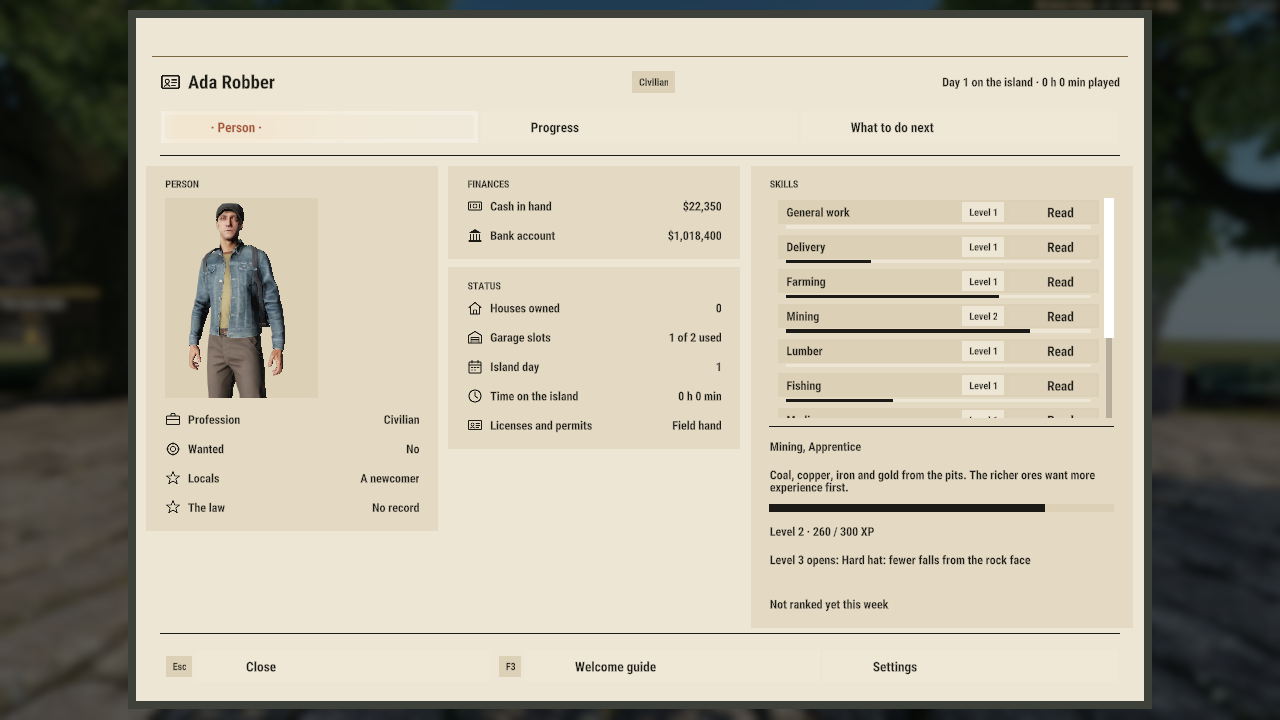 Ada Robber
Civilian
Day 1 on the island · 0 h 0 min played
· Person ·
Progress
What to do next
PERSON
Profession Civilian
Wanted No
Locals A newcomer
The law No record
FINANCES
Cash in hand $22,350
Bank account $1,018,400
STATUS
Houses owned 0
Garage slots 1 of 2 used
Island day 1
Time on the island 0 h 0 min
Licenses and permits Field hand
SKILLS
General work Level 1 Read
Delivery Level 1 Read
Farming Level 1 Read
Mining Level 2 Read
Lumber Level 1 Read
Fishing Level 1 Read
Mining, Apprentice
Coal, copper, iron and gold from the pits. The richer ores want more
experience first.
Level 2 · 260 / 300 XP
Level 3 opens: Hard hat: fewer falls from the rock face
Not ranked yet this week
Esc Close
F3 Welcome guide
Settings